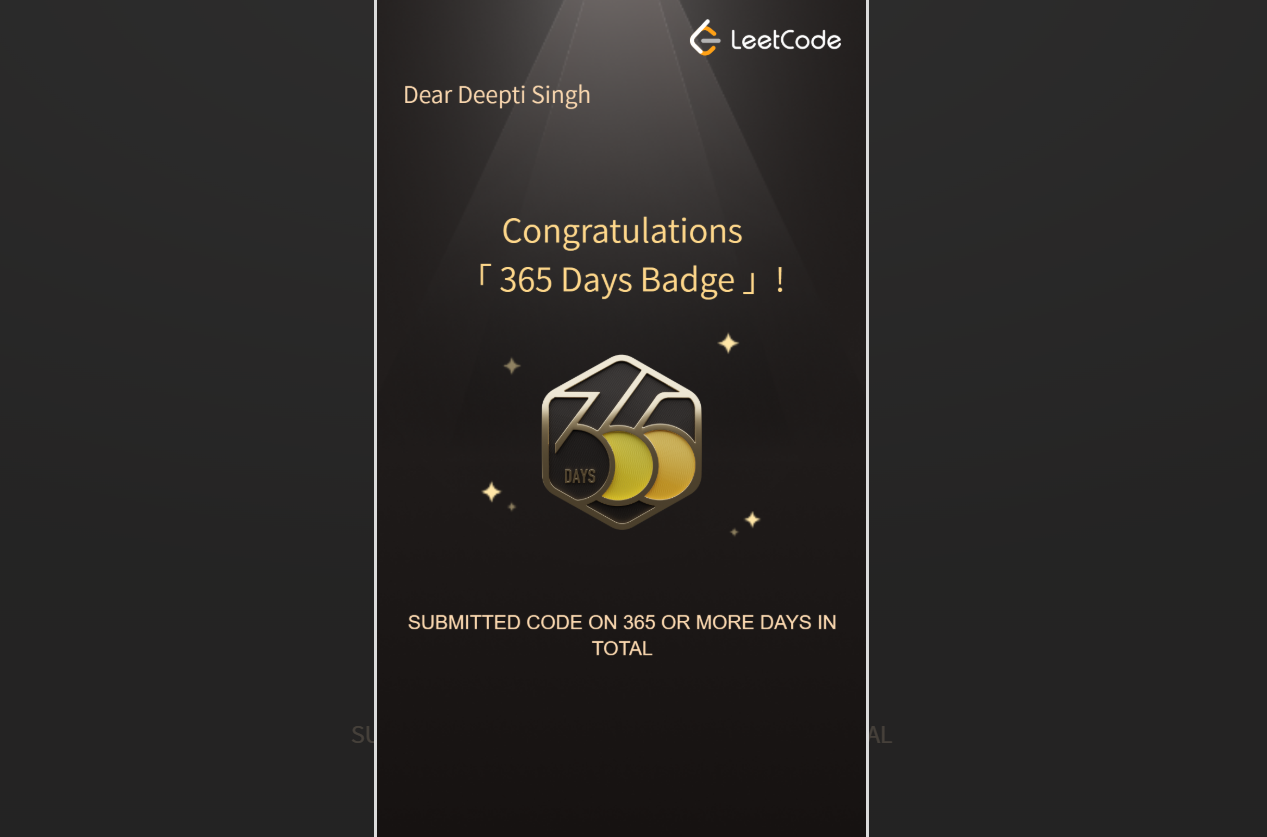 LeetCode
Dear Deepti Singh
Congratulations
「 365 Days Badge 」 !
365
DAYS
SUBMITTED CODE ON 365 OR MORE DAYS IN
TOTAL
SU
AL